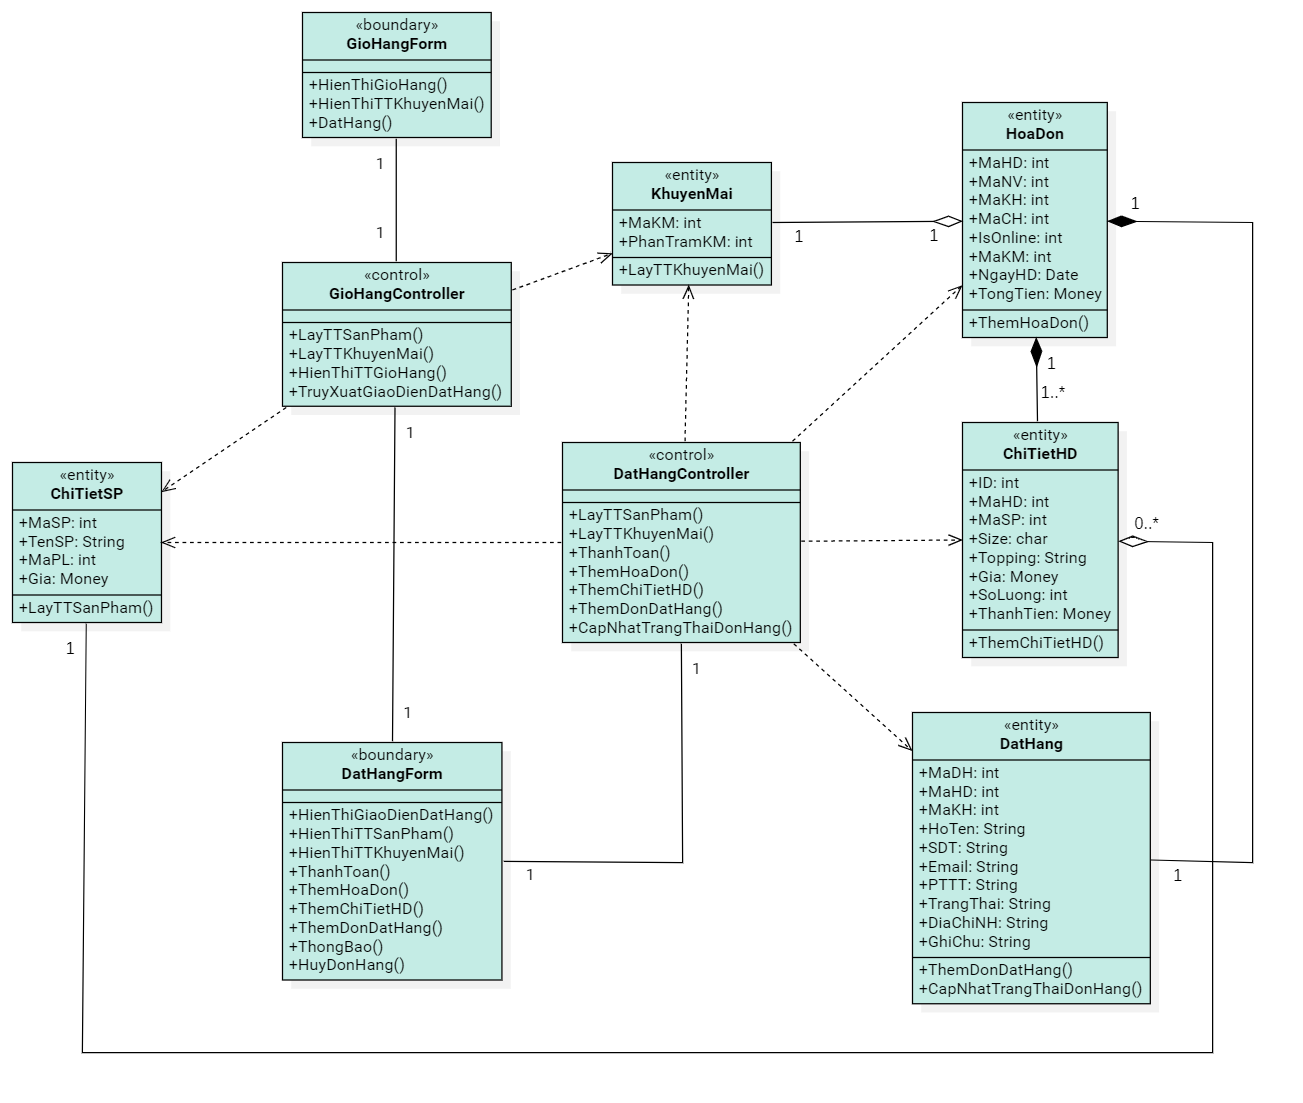 «boundary»
GioHangForm
+HienThiGioHang()
+HienThiTTKhuyenMai()
+DatHang()
1
1
«control»
GioHangController
+LayTTSanPham()
+LayTTKhuyenMai()
+HienThiTTGioHang()
+TruyXuatGiaoDienDatHang()
1
«entity»
KhuyenMai
+MaKM: int
+PhanTramKM: int
+LayTTKhuyenMai()
1
1
«entity»
HoaDon
+MaHD: int
+MaNV: int
+MaKH: int
+MaCH: int
+IsOnline: int
+MaKM: int
+NgayHD: Date
+TongTien: Money
+ThemHoaDon()
1
1
1..*
«entity»
ChiTietSP
+MaSP: int
+TenSP: String
+MaPL: int
+Gia: Money
+LayTTSanPham()
1
«control»
DatHangController
+LayTTSanPham()
+LayTTKhuyenMai()
+ThanhToan()
+ThemHoaDon()
+ThemChiTietHD()
+ThemDonDatHang()
+CapNhatTrangThaiDonHang()
1
«entity»
ChiTietHD
+ID: int
+MaHD: int
+MaSP: int
+Size: char
+Topping: String
+Gia: Money
+SoLuong: int
+ThanhTien: Money
+ThemChiTietHD()
0..*
1
«boundary»
DatHangForm
+HienThiGiaoDienDatHang()
+HienThiTTSanPham()
+HienThiTTKhuyenMai()
+ThanhToan()
+ThemHoaDon()
+ThemChiTietHD()
+ThemDonDatHang()
+ThongBao()
+HuyDonHang()
1
«entity»
DatHang
+MaDH: int
+MaHD: int
+MaKH: int
+HoTen: String
+SDT: String
+Email: String
+PTTT: String
+TrangThai: String
+DiaChiNH: String
+GhiChu: String
+ThemDonDatHang()
+CapNhatTrangThaiDonHang()
1